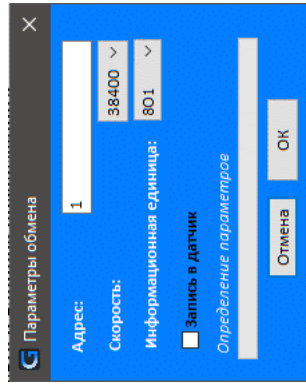 Параметры обмена
Адрес: 1
Скорость: 38400
Информационная единица: 8O1
Запись в датчик
Определение параметров
Отмена OK